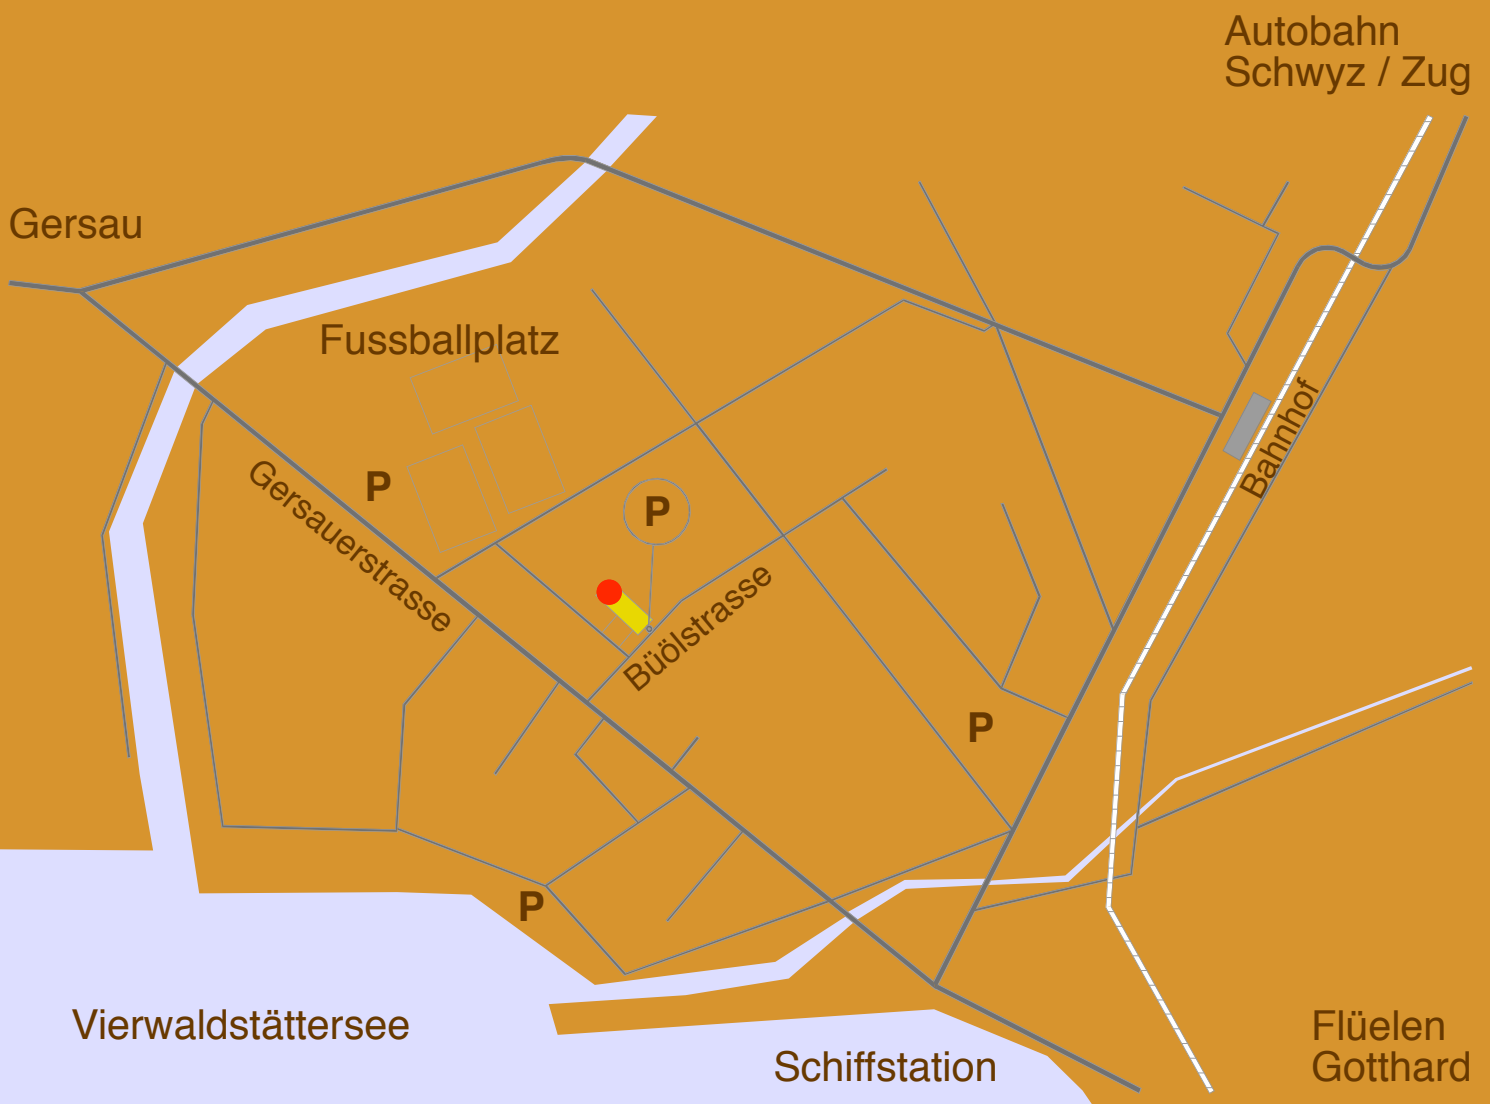 Autobahn
Schwyz / Zug
Gersau
Fussballplatz
Bahnhof
P
Gersauerstrasse
P
Büölstrasse
P
P
Vierwaldstättersee
Schiffstation
Flüelen
Gotthard